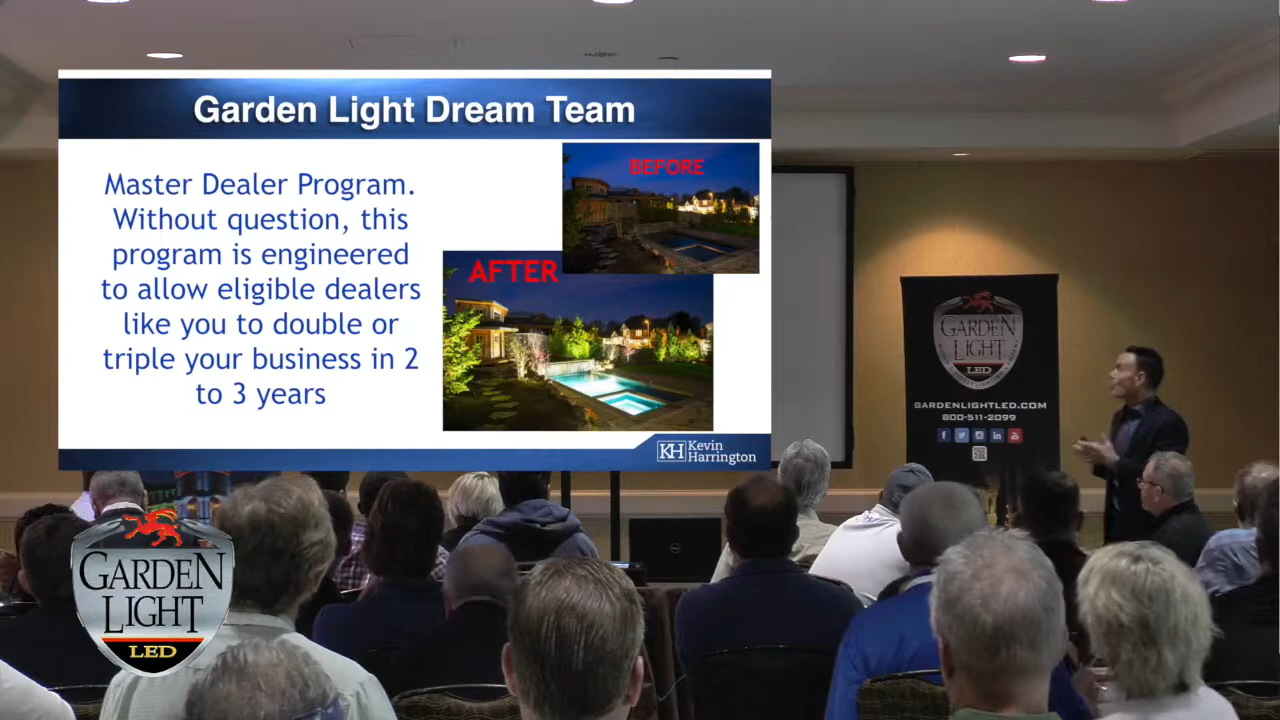 Garden Light Dream Team
Master Dealer Program.
Without question, this
program is engineered
to allow eligible dealers
like you to double or
triple your business in 2
to 3 years
BEFORE
AFTER
KH Kevin
Harrington
GARDEN
LIGHT
LED
GARDENLIGHTLED.COM
800-511-2099
GARDEN
LIGHT
LED